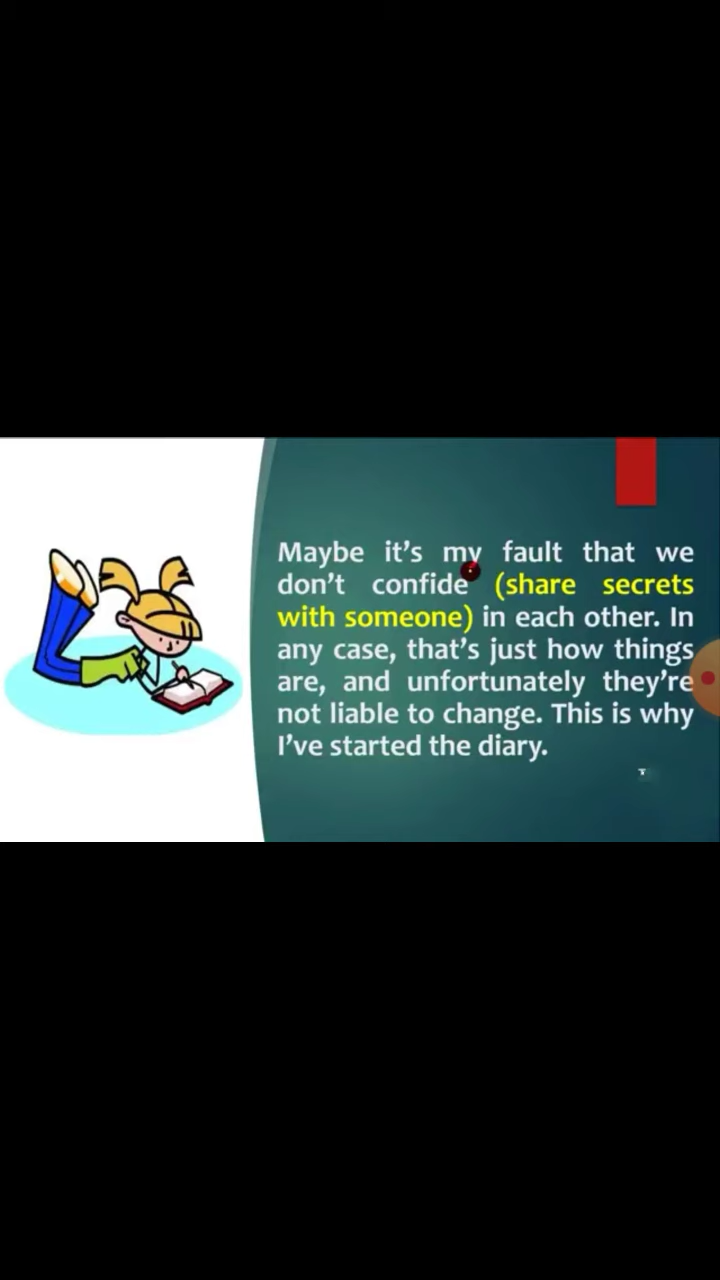 Maybe it's my fault that we
don't confide (share secrets
with someone) in each other. In
any case, that's just how things
are, and unfortunately they're
not liable to change. This is why
I've started the diary.